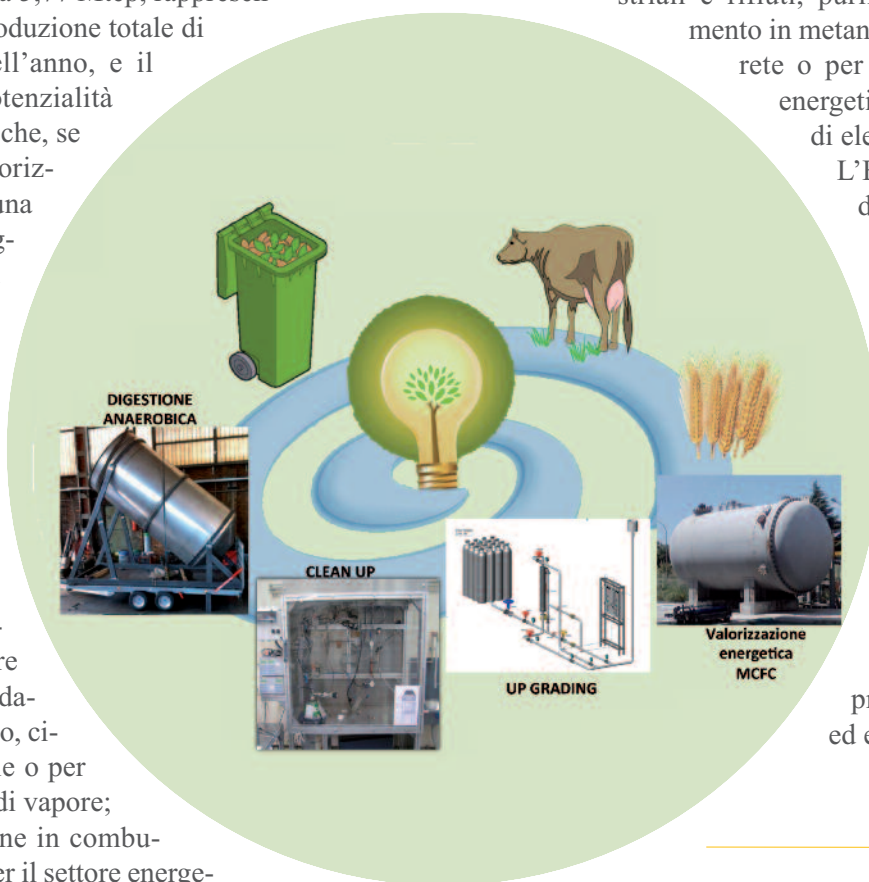 Mtep, rappresen
oduzione totale di
ell'anno, e il
otenzialità
che, se
oriz-
una
g-
re
da-
o, ci-
e o per
di vapore;
ne in combu-
er il settore energe-
striali e rifiuti,
mento in metan
rete o per
energeti
di ele
L'
d
pr
ed e
DIGESTIONE
ANAEROBICA
CLEAN UP
UP GRADING
Valorizzazione
energetica
MCFC